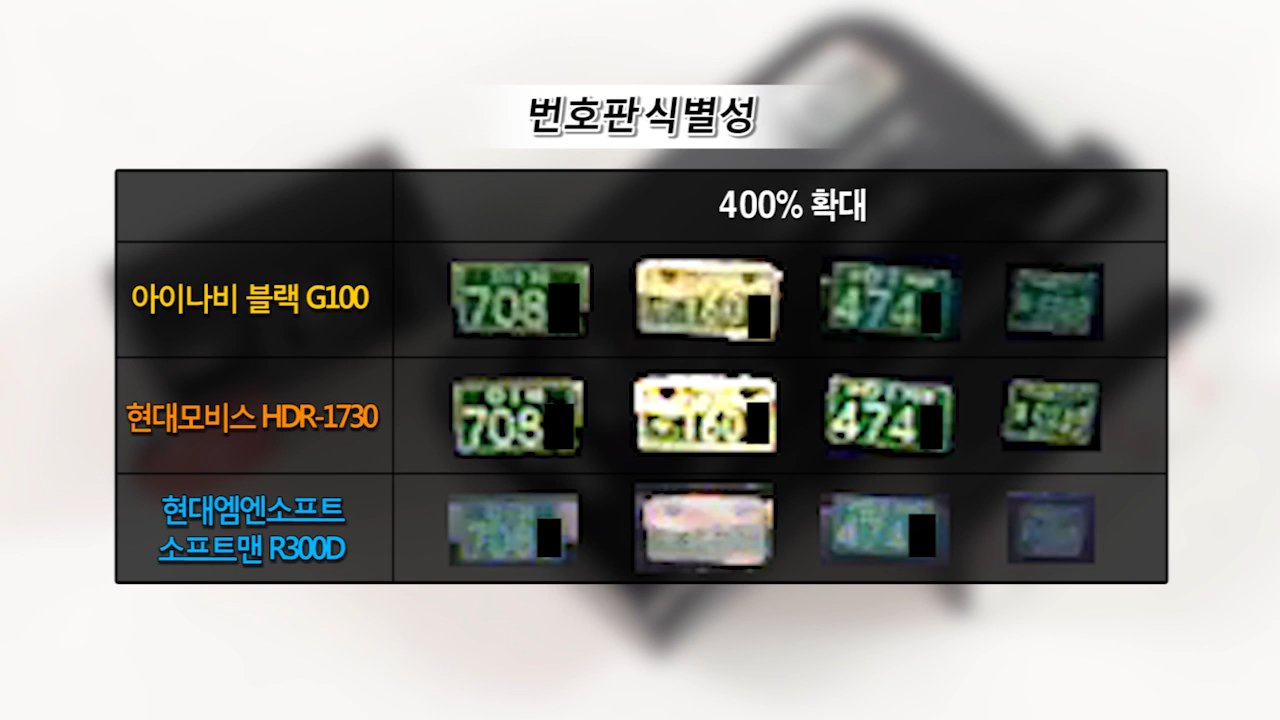 번호판 식별성
400% 확대
아이나비 블랙 G100
708
160
474
현대모비스 HDR-1730
708
160
474
현대엠엔소프트
소프트맨 R300D